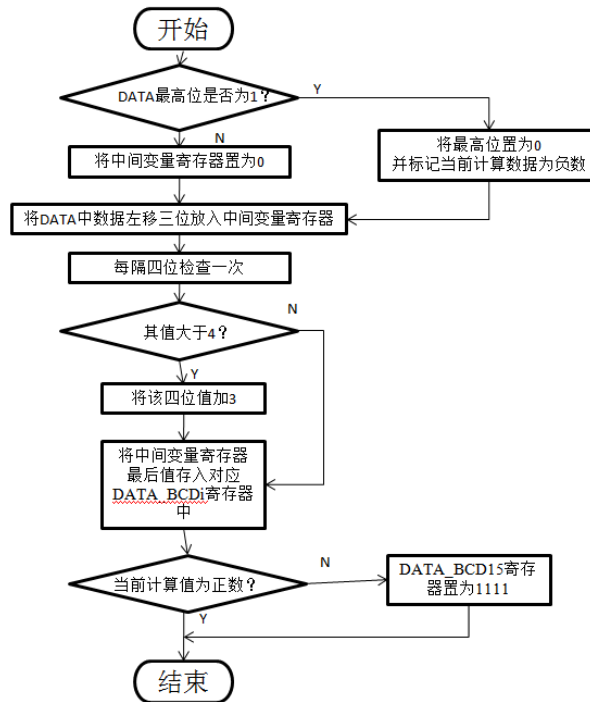 开始
DATA最高位是否为1?
Y
N
将最高位置为0
并标记当前计算数据为负数
将中间变量寄存器置为0
将DATA中数据左移三位放入中间变量寄存器
每隔四位检查一次
N
其值大于4?
Y
将该四位值加3
将中间变量寄存器
最后值存入对应
DATA_BCDi寄存器
中
N
当前计算值为正数?
DATA_BCD15寄存
器置为1111
Y
结束